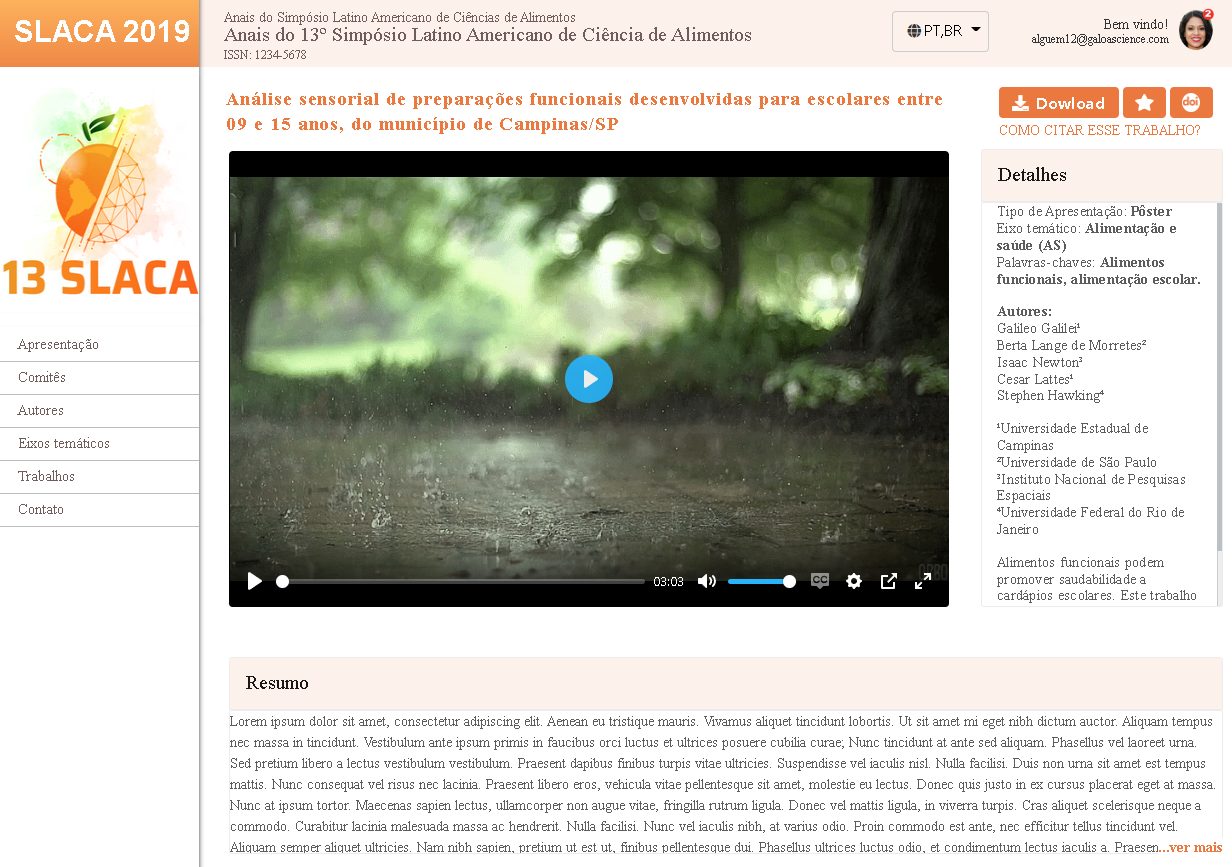 SLACA 2019
Anais do Simpósio Latino Americano de Ciências de Alimentos
Anais do 13° Simpósio Latino Americano de Ciência de Alimentos
ISSN: 1234-5678
PT,BR
Bem vindo!
alguem12@galoascience.com
2
13 SLACA
Apresentação
Comitês
Autores
Eixos temáticos
Trabalhos
Contato
Análise sensorial de preparações funcionais desenvolvidas para escolares entre
09 e 15 anos, do município de Campinas/SP
Dowload
doi
COMO CITAR ESSE TRABALHO?
03:03
CC
Detalhes
Tipo de Apresentação: Pôster
Eixo temático: Alimentação e
saúde (AS)
Palavras-chaves: Alimentos
funcionais, alimentação escolar.
Autores:
Galileo Galilei¹
Berta Lange de Morretes²
Isaac Newton³
Cesar Lattes¹
Stephen Hawking⁴
¹Universidade Estadual de
Campinas
²Universidade de São Paulo
³Instituto Nacional de Pesquisas
Espaciais
⁴Universidade Federal do Rio de
Janeiro
Alimentos funcionais podem
promover saudabilidade a
cardápios escolares. Este trabalho
Resumo
Lorem ipsum dolor sit amet, consectetur adipiscing elit. Aenean eu tristique mauris. Vivamus aliquet tincidunt lobortis. Ut sit amet mi eget nibh dictum auctor. Aliquam tempus
nec massa in tincidunt. Vestibulum ante ipsum primis in faucibus orci luctus et ultrices posuere cubilia curae; Nunc tincidunt at ante sed aliquam. Phasellus vel laoreet urna.
Sed pretium libero a lectus vestibulum vestibulum. Praesent dapibus finibus turpis vitae ultricies. Suspendisse vel iaculis nisl. Nulla facilisi. Duis non urna sit amet est tempus
mattis. Nunc consequat vel risus nec lacinia. Praesent libero eros, vehicula vitae pellentesque sit amet, molestie eu lectus. Donec quis justo in ex cursus placerat eget at massa.
Nunc at ipsum tortor. Maecenas sapien lectus, ullamcorper non augue vitae, fringilla rutrum ligula. Donec vel mattis ligula, in viverra turpis. Cras aliquet scelerisque neque a
commodo. Curabitur lacinia malesuada massa ac hendrerit. Nulla facilisi. Nunc vel iaculis nibh, at varius odio. Proin commodo est ante, nec efficitur tellus tincidunt vel.
Aliquam semper aliquet ultricies. Nam nibh sapien, pretium ut est ut, finibus pellentesque dui. Phasellus ultrices luctus odio, et condimentum lectus iaculis a. Praesen...ver mais